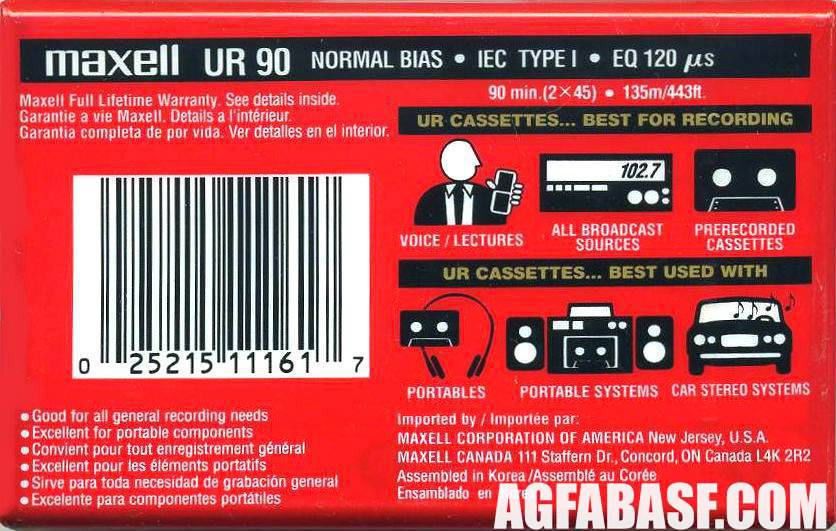 maxell UR 90 NORMAL BIAS • IEC TYPE I • EQ 120 µs
Maxell Full Lifetime Warranty. See details inside.
Garantie a vie Maxell. Details a l'intérieur.
Garantia completa de por vida. Ver detalles en el interior.
90 min.(2×45) • 135m/443ft.
UR CASSETTES... BEST FOR RECORDING
102.7
VOICE / LECTURES
ALL BROADCAST
SOURCES
PRERECORDED
CASSETTES
UR CASSETTES... BEST USED WITH
PORTABLES
PORTABLE SYSTEMS
CAR STEREO SYSTEMS
0 25215 11161 7
• Good for all general recording needs
• Excellent for portable components
• Convient pour tout enregistrement général
• Excellent pour les éléments portatifs
• Sirve para toda necesidad de grabación general
• Excelente para componentes portátiles
Imported by / Importée par:
MAXELL CORPORATION OF AMERICA New Jersey, U.S.A.
MAXELL CANADA 111 Staffern Dr., Concord, ON Canada L4K 2R2
Assembled in Korea /Assemblé au Corée
Ensamblado en
AGFABASF.COM